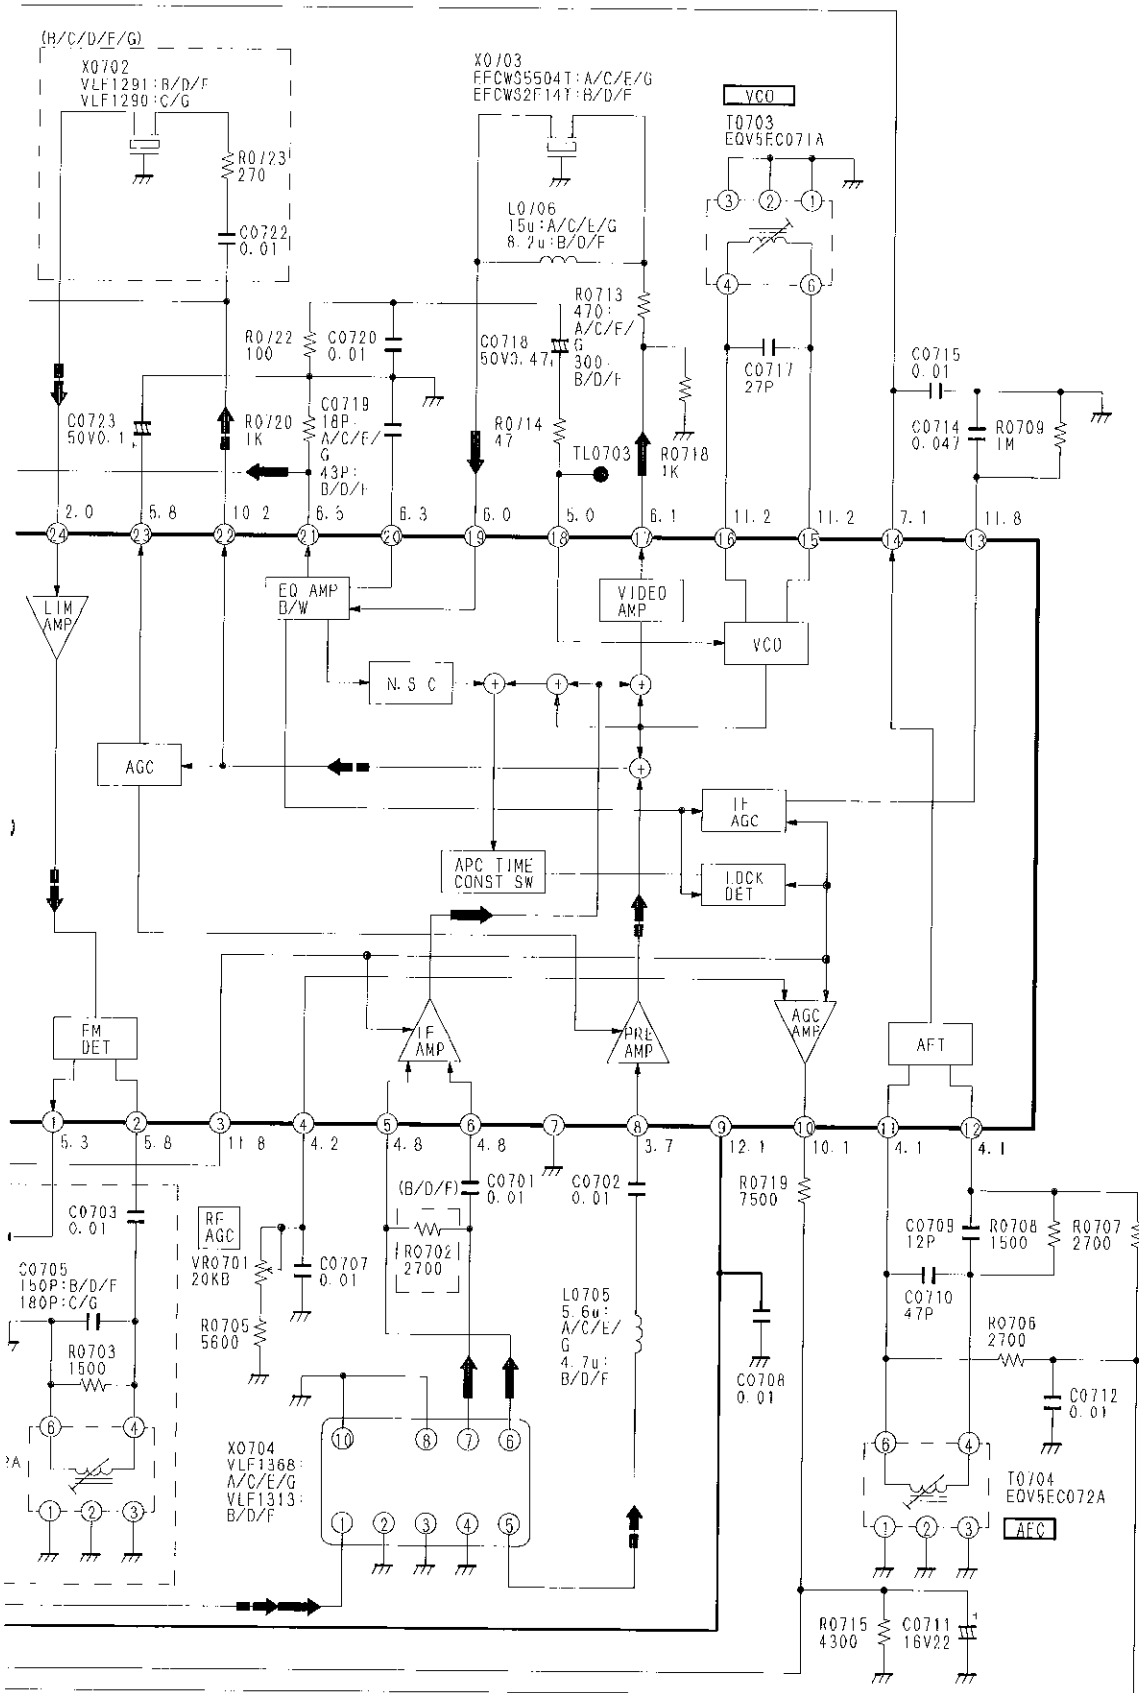 (B/C/D/F/G)
X0702
VLF1291:B/D/F
VLF1290:C/G
R0723
270
C0722
0.01
X0703
EFCWS5504T:A/C/E/G
EFCWS2F14T:B/D/F
VCO
T0703
EQV5EC071A
3
2
1
4
6
L0706
15u:A/C/E/G
8.2u:B/D/F
R0722
100
C0720
0.01
C0718
50V0.47
R0713
470:
A/C/E/
G
300:
B/D/F
C0717
27P
C0715
0.01
C0723
50V0.1
R0720
1K
C0719
18P:
A/C/E/
G
43P:
B/D/F
R0714
47
TL0703
R0718
1K
C0714
0.047
R0709
1M
2.0
5.8
10.2
6.5
6.3
6.0
5.0
6.1
11.2
11.2
7.1
11.8
24
23
22
21
20
19
18
17
16
15
14
13
LIM
AMP
EQ AMP
B/W
VIDEO
AMP
VCO
N.S C
+
+
+
AGC
+
IF
AGC
APC TIME
CONST SW
LOCK
DET
FM
DET
IF
AMP
PRE
AMP
AGC
AMP
AFT
1
2
3
4
5
6
7
8
9
10
11
12
5.3
5.8
11.8
4.2
4.8
4.8
3.7
12.1
10.1
4.1
4.1
C0703
0.01
RF
AGC
VR0701
20KB
C0707
0.01
(B/D/F)
R0702
2700
C0701
0.01
C0702
0.01
R0719
7500
C0709
12P
R0708
1500
R0707
2700
C0705
150P:B/D/F
180P:C/G
R0705
5600
L0705
5.6u:
A/C/E/
G
4.7u:
B/D/F
C0710
47P
R0703
1500
R0706
2700
C0708
0.01
C0712
0.01
6
4
2A
1
2
3
X0704
VLF1368:
A/C/E/G
VLF1313:
B/D/F
10
8
7
6
1
2
3
4
5
6
4
1
2
3
T0704
EQV5EC072A
AFC
R0715
4300
C0711
16V22